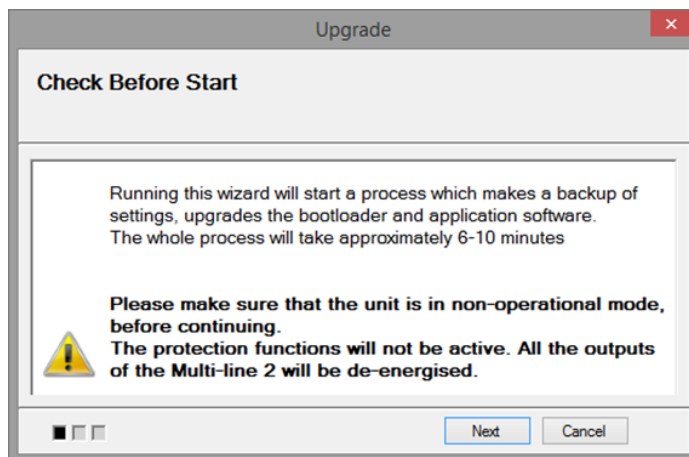 Upgrade
Check Before Start
Running this wizard will start a process which makes a backup of
settings, upgrades the bootloader and application software.
The whole process will take approximately 6-10 minutes
Please make sure that the unit is in non-operational mode,
before continuing.
The protection functions will not be active. All the outputs
of the Multi-line 2 will be de-energised.
Next
Cancel